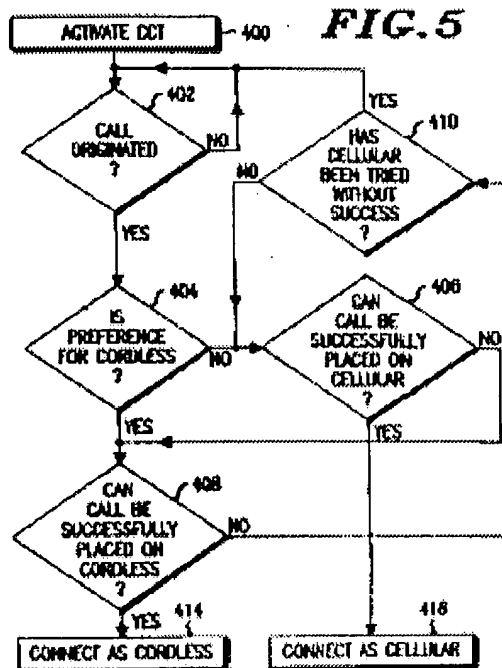 FIG. 5
ACTIVATE CCT
400
402
CALL
ORIGINATED
?
NO
YES
YES
410
HAS
CELLULAR
BEEN TRIED
WITHOUT
SUCCESS
?
NO
404
IS
PREFERENCE
FOR CORDLESS
?
NO
YES
406
CAN
CALL BE
SUCCESSFULLY
PLACED ON
CELLULAR
?
NO
YES
408
CAN
CALL BE
SUCCESSFULLY
PLACED ON
CORDLESS
?
NO
YES
414
CONNECT AS CORDLESS
416
CONNECT AS CELLULAR